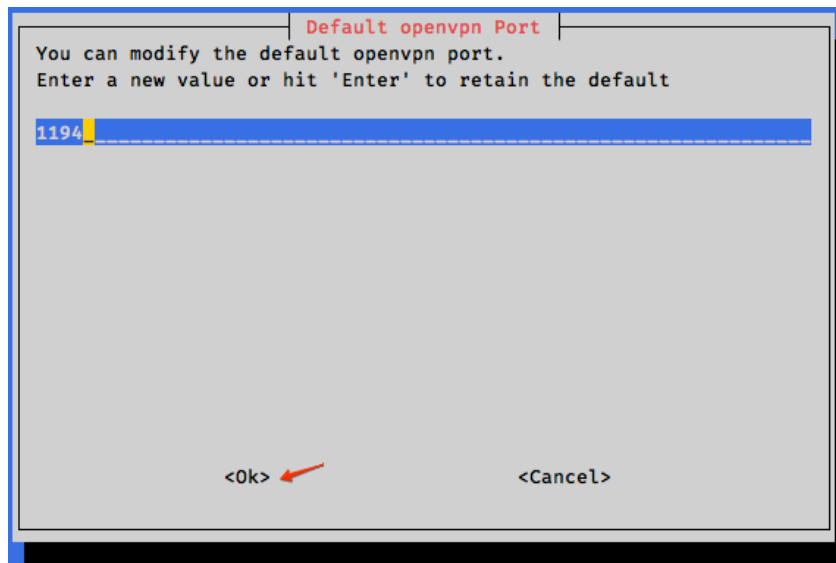 Default openvpn Port
You can modify the default openvpn port.
Enter a new value or hit 'Enter' to retain the default
1194
<Ok> <Cancel>